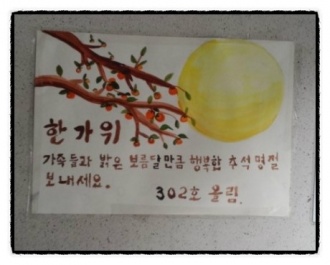 한가위
가족들과 밝은 보름달만큼 행복한 추석명절
보내세요.
302호 올림.